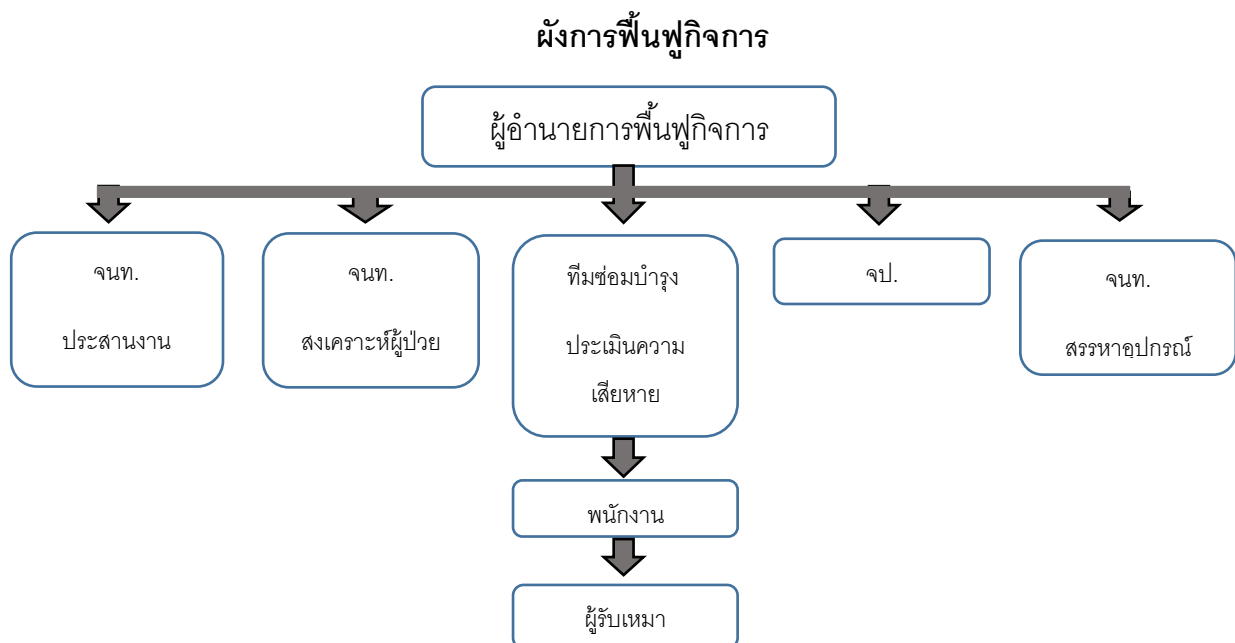 ผังการฟื้นฟูกิจการ
ผู้อำนายการพื้นฟูกิจการ
จนท.
ประสานงาน
จนท.
สงเคราะห์ผู้ป่วย
ทีมซ่อมบำรุง
ประเมินความ
เสียหาย
จป.
จนท.
สรรหาอุปกรณ์
พนักงาน
ผู้รับเหมา